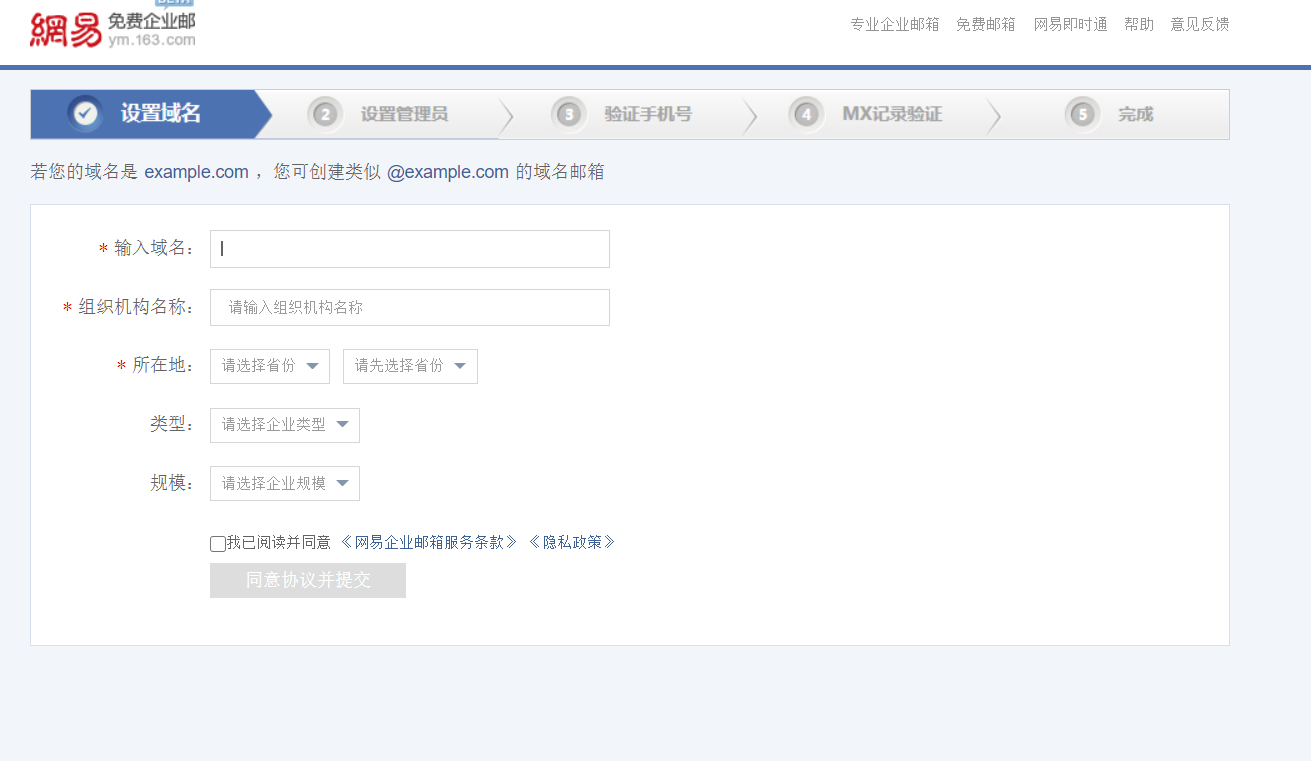 BETA
網易 免费企业邮
ym.163.com
专业企业邮箱 免费邮箱 网易即时通 帮助 意见反馈
设置域名 2 设置管理员 3 验证手机号 4 MX记录验证 5 完成
若您的域名是 example.com ，您可创建类似 @example.com 的域名邮箱
* 输入域名：
* 组织机构名称： 请输入组织机构名称
* 所在地： 请选择省份 请先选择省份
类型： 请选择企业类型
规模： 请选择企业规模
我已阅读并同意 《网易企业邮箱服务条款》 《隐私政策》
同意协议并提交